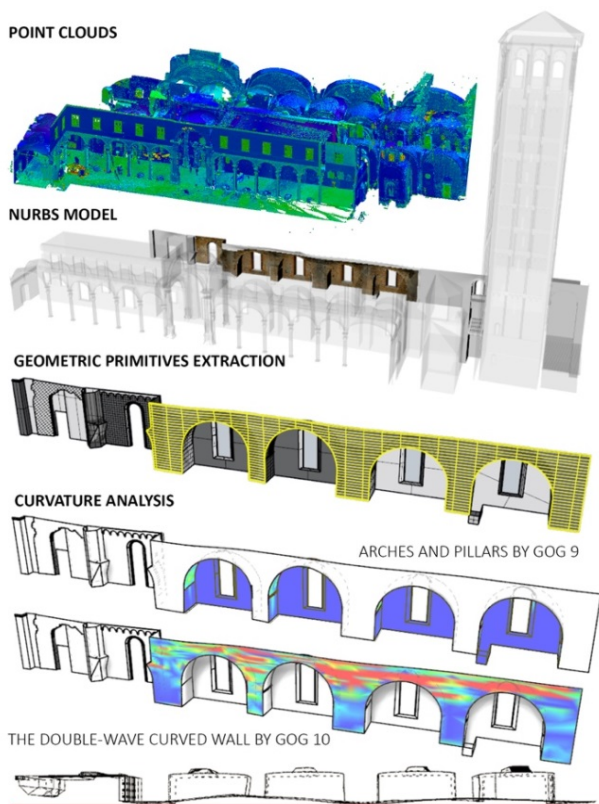 POINT CLOUDS
NURBS MODEL
GEOMETRIC PRIMITIVES EXTRACTION
CURVATURE ANALYSIS
ARCHES AND PILLARS BY GOG 9
THE DOUBLE-WAVE CURVED WALL BY GOG 10